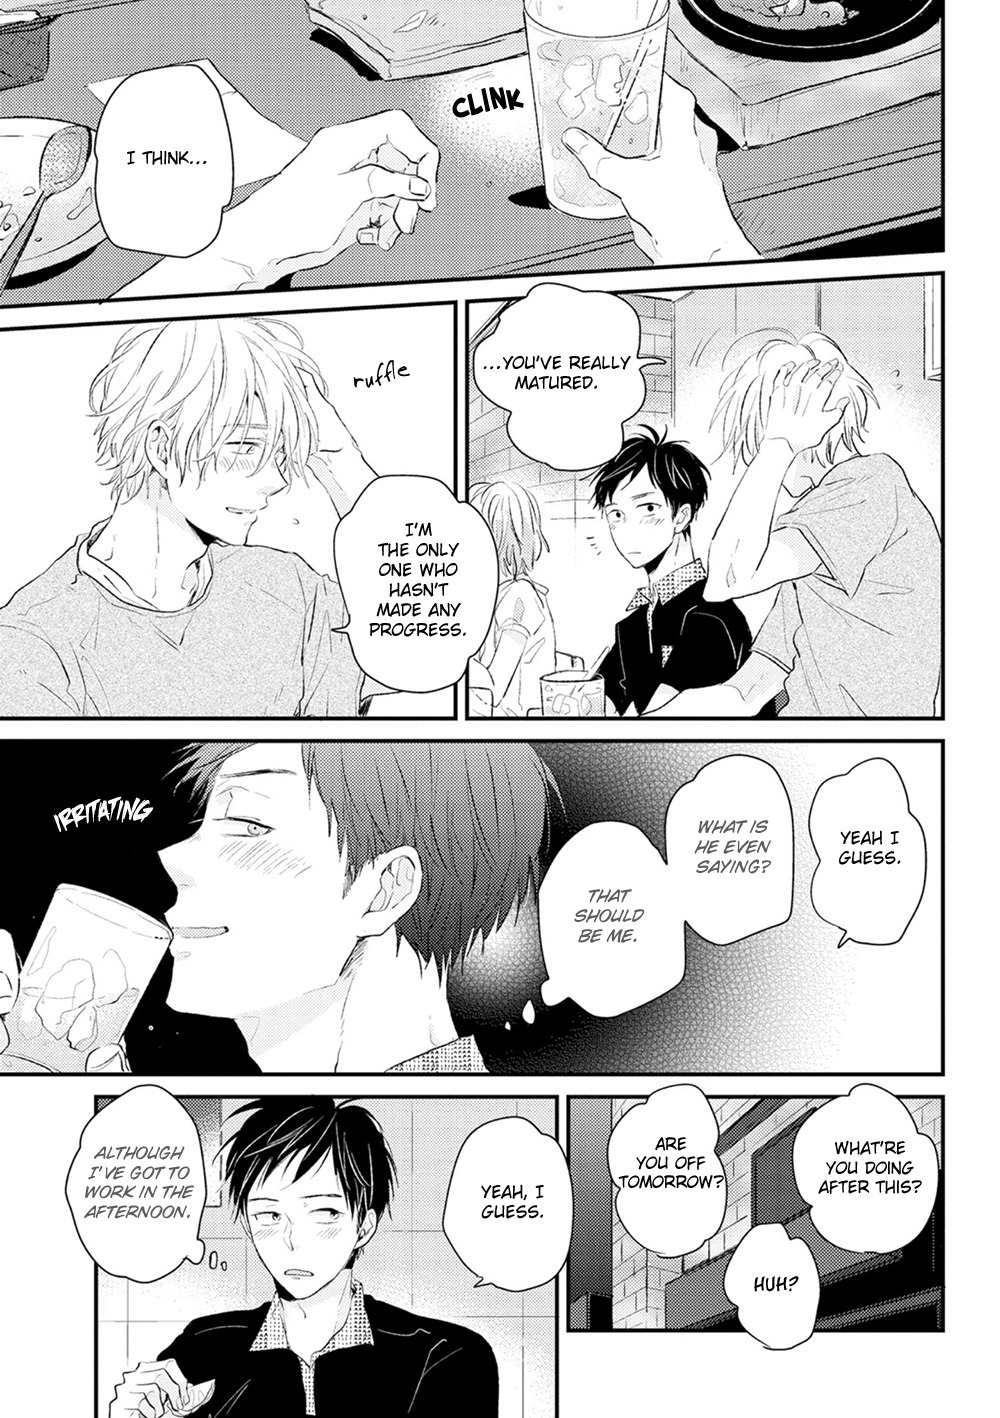 CLINK
I THINK...
...YOU'VE REALLY
MATURED.
ruffle
I'M
THE ONLY
ONE WHO
HASN'T
MADE ANY
PROGRESS.
YEAH I
GUESS.
WHAT IS
HE EVEN
SAYING?
THAT
SHOULD
BE ME.
IRRITATING
WHAT'RE
YOU DOING
AFTER THIS?
ARE
YOU OFF
TOMORROW?
HUH?
YEAH, I
GUESS.
ALTHOUGH
I'VE GOT TO
WORK IN THE
AFTERNOON.